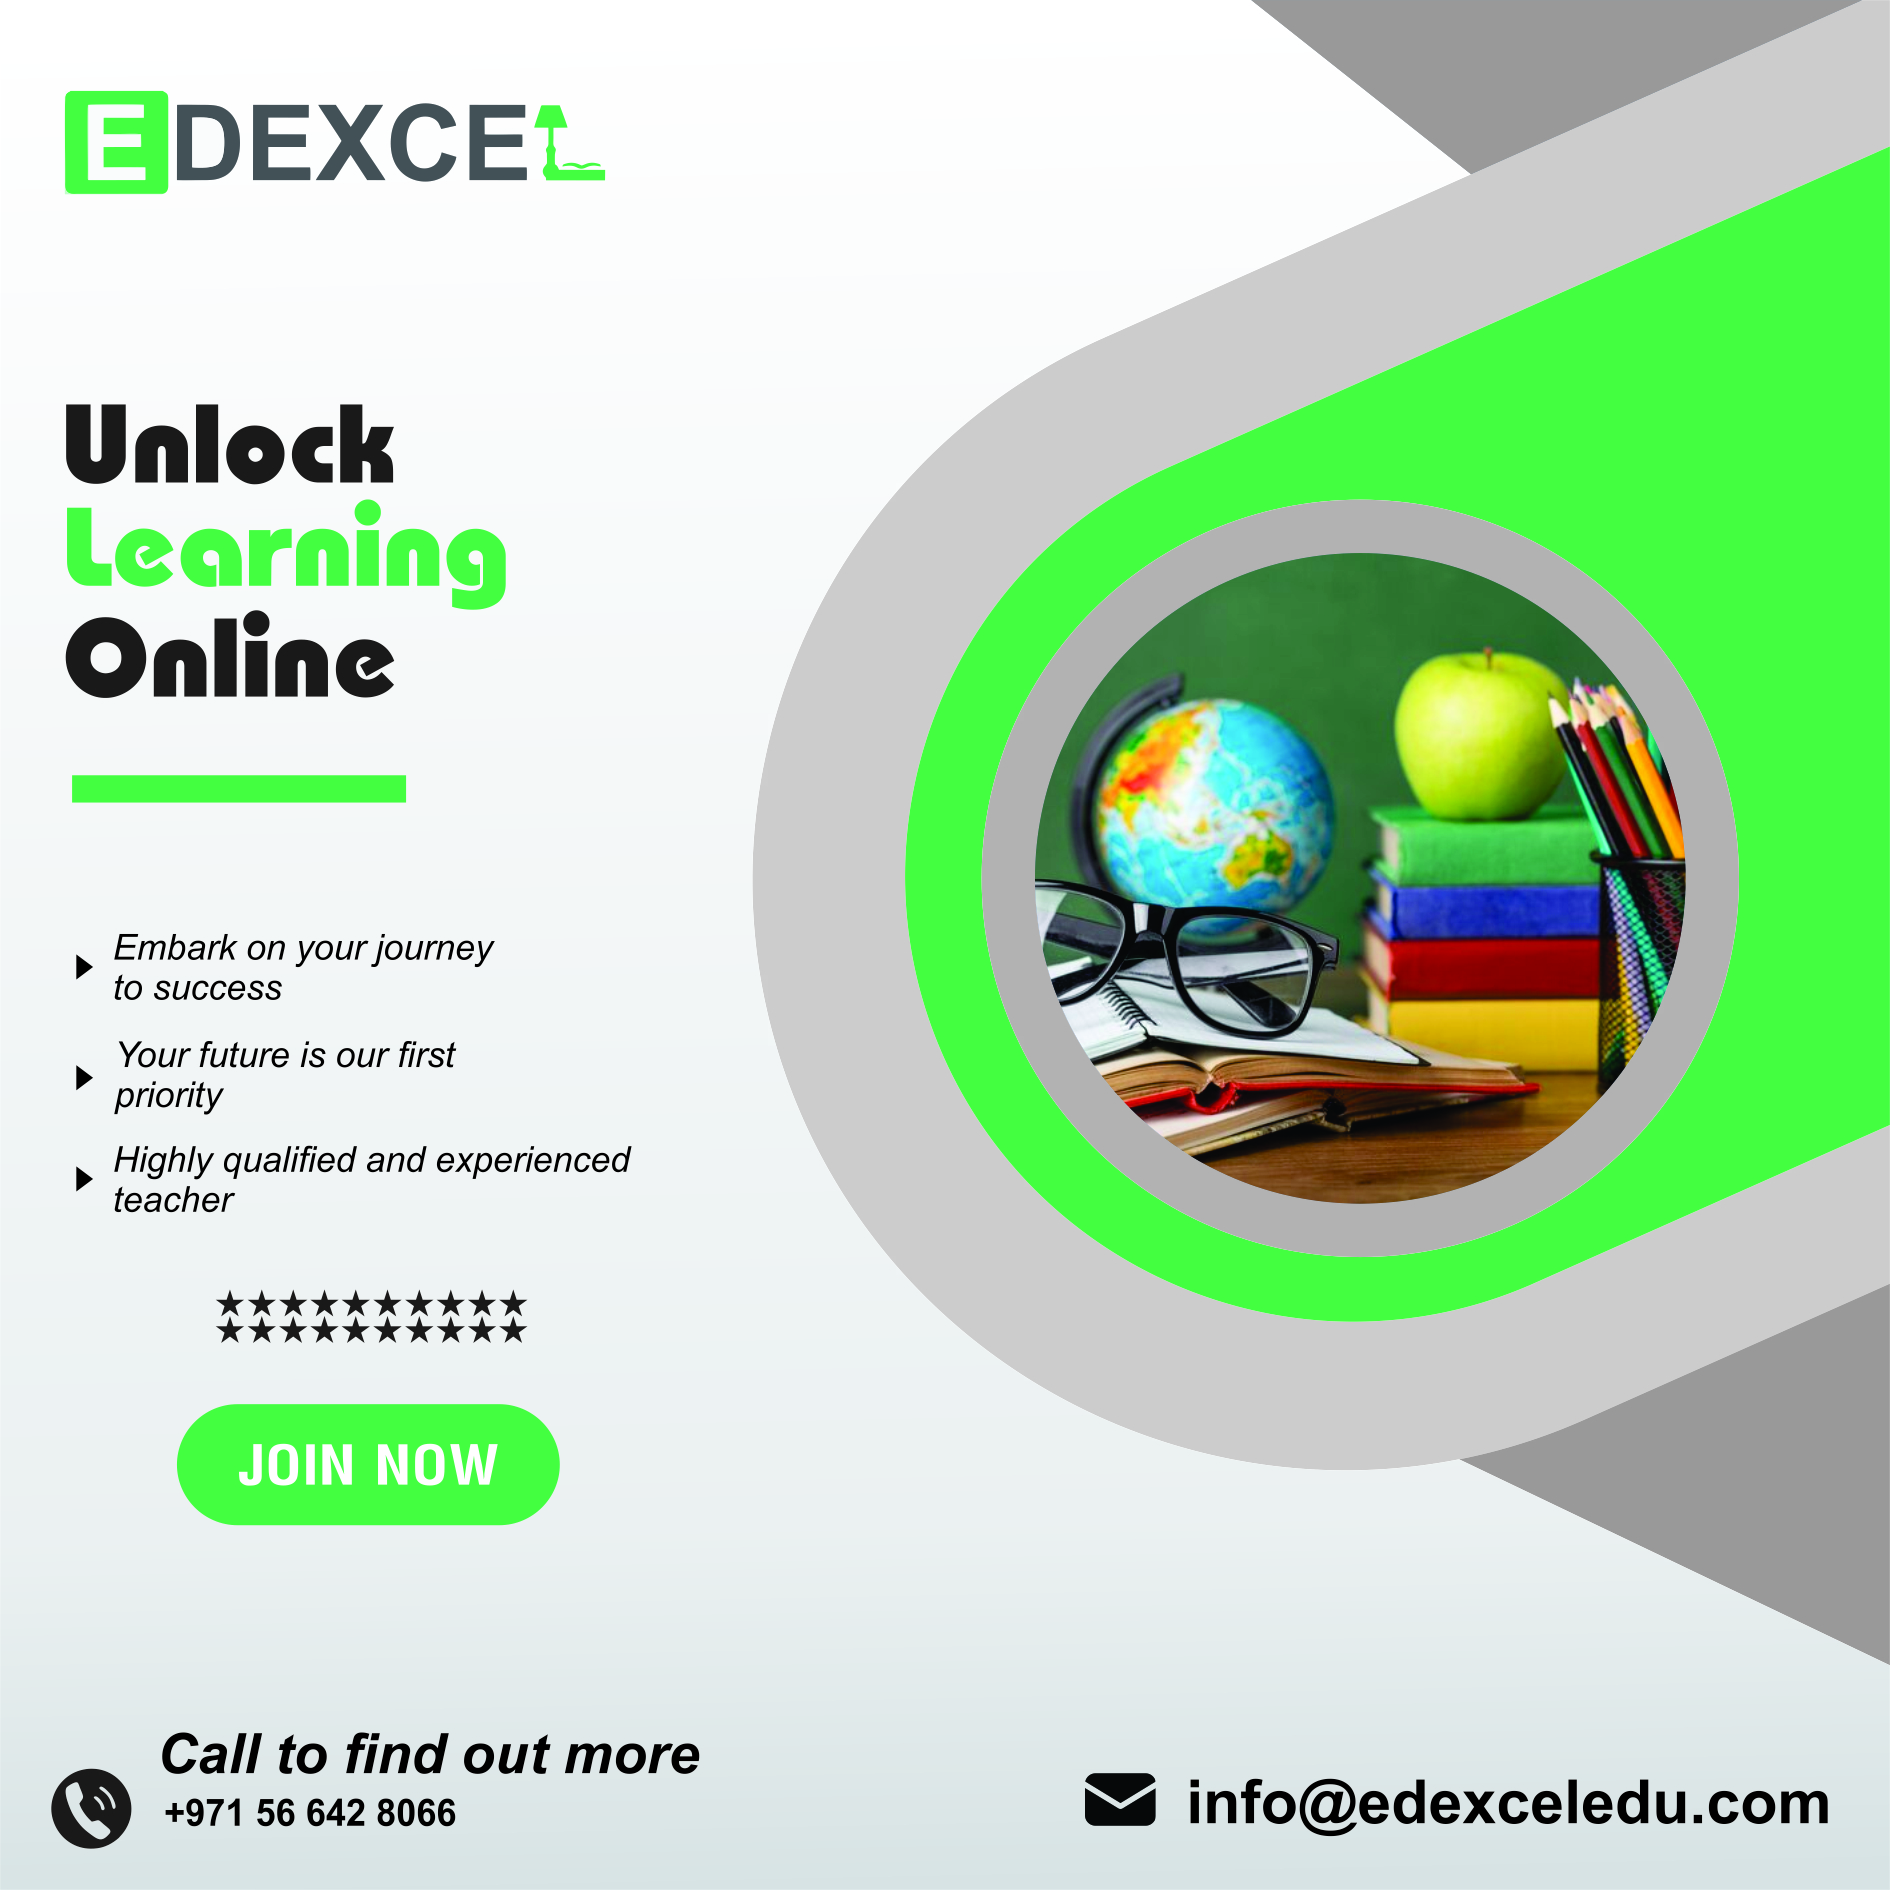 EDEXCEL
Unlock
Learning
Online
Embark on your journey
to success
Your future is our first
priority
Highly qualified and experienced
teacher
JOIN NOW
Call to find out more
+971 56 642 8066
info@edexceledu.com